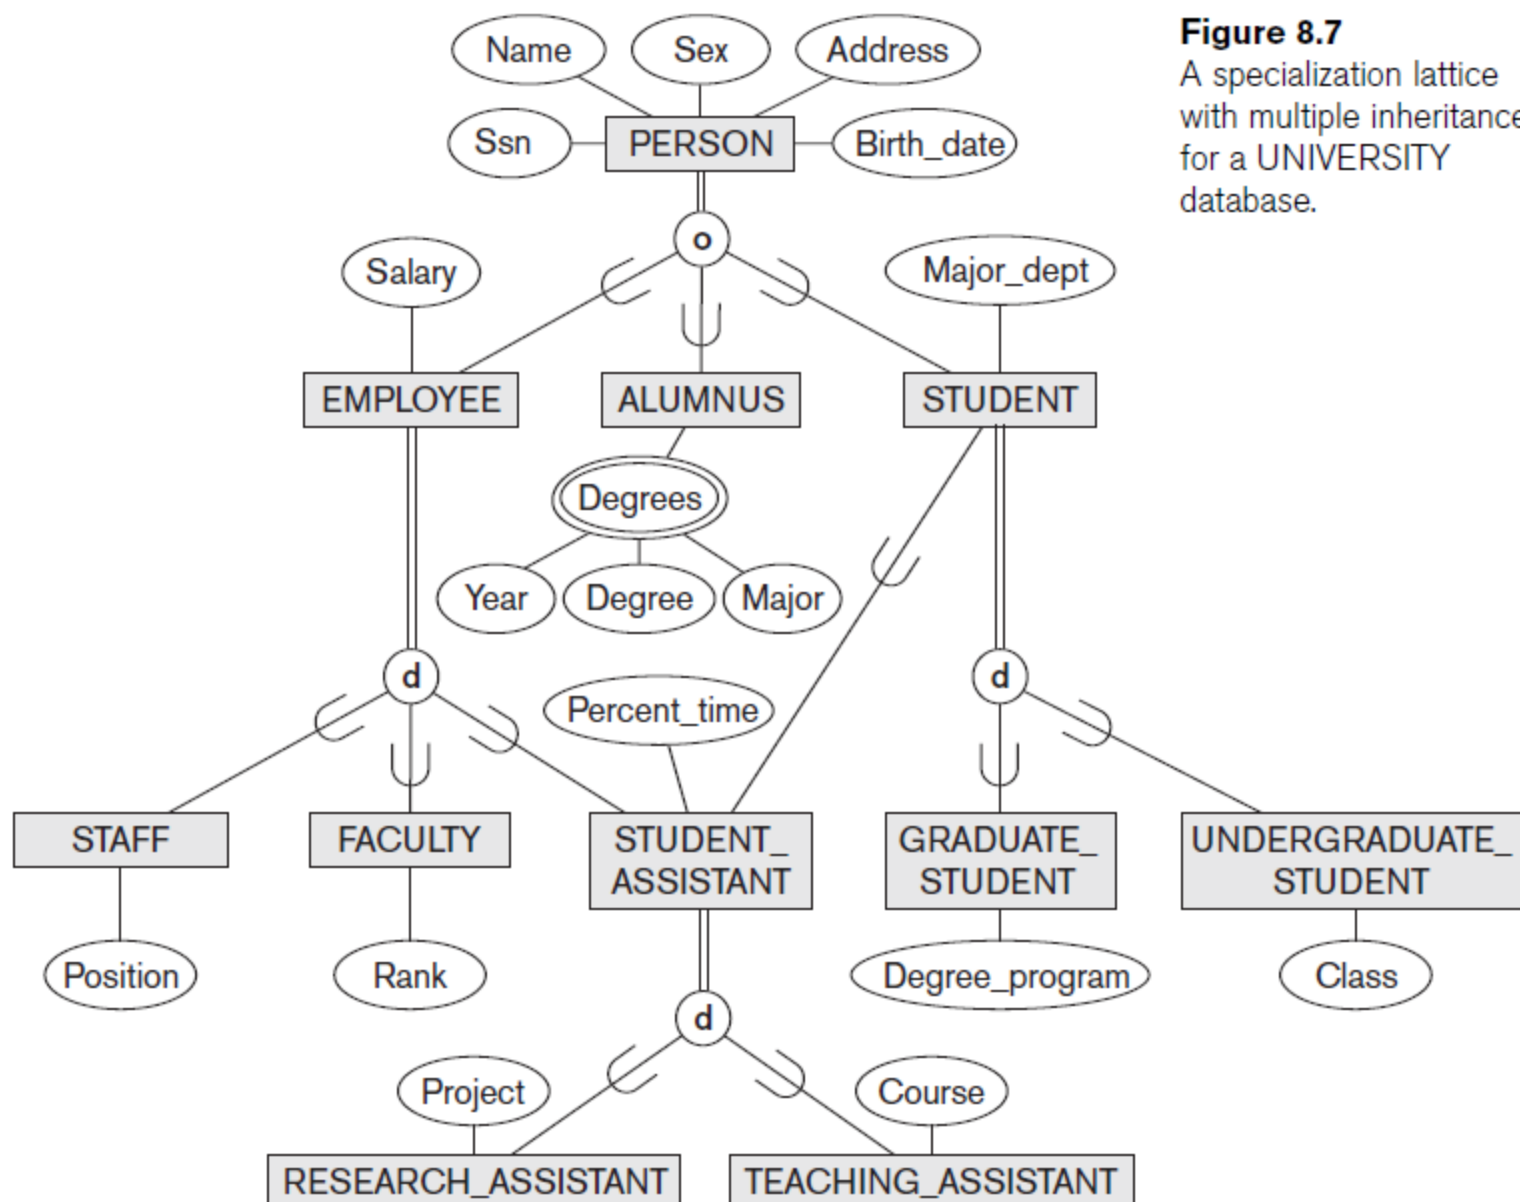 Figure 8.7
A specialization lattice
with multiple inheritance
for a UNIVERSITY
database.
Name
Sex
Address
Ssn
PERSON
Birth_date
o
Salary
Major_dept
EMPLOYEE
ALUMNUS
STUDENT
Degrees
Year
Degree
Major
d
d
Percent_time
STAFF
FACULTY
STUDENT_
ASSISTANT
GRADUATE_
STUDENT
UNDERGRADUATE_
STUDENT
Position
Rank
Degree_program
Class
d
Project
Course
RESEARCH_ASSISTANT
TEACHING_ASSISTANT